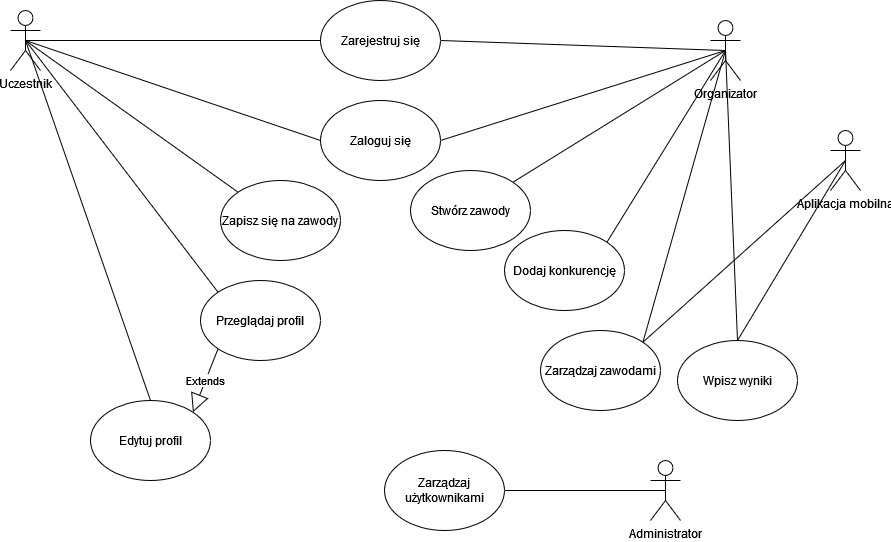 Zarejestruj się
Uczestnik
Organizator
Zaloguj się
Aplikacja mobilna
Stwórz zawody
Zapisz się na zawody
Dodaj konkurencję
Przeglądaj profil
Zarządzaj zawodami
Wpisz wyniki
Extends
Edytuj profil
Zarządzaj
użytkownikami
Administrator